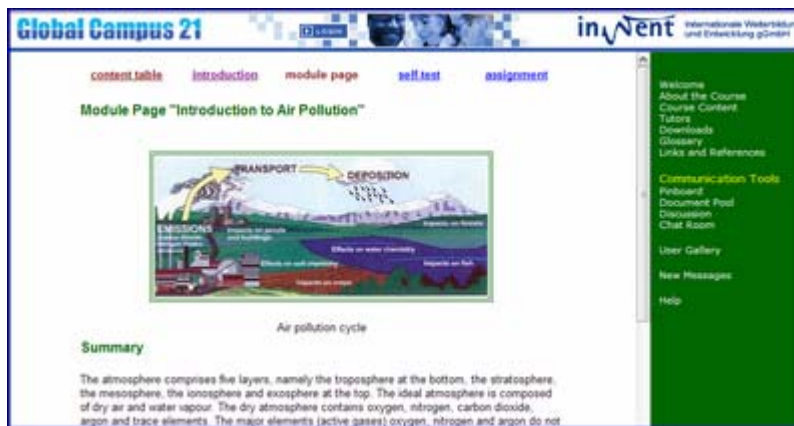 Global Campus 21
inWent Internationale Weiterbildung
und Entwicklung gGmbH
content table introduction module page self test assignment
Module Page "Introduction to Air Pollution"
TRANSPORT
DEPOSITION
EMISSIONS
Impacts on people
and buildings
Impacts on forests
Effects on water chemistry
Effects on soil chemistry
Impacts on fish
Impacts on crops
Air pollution cycle
Summary
The atmosphere comprises five layers, namely the troposphere at the bottom, the stratosphere,
the mesosphere, the ionosphere and exosphere at the top. The ideal atmosphere is composed
of dry air and water vapour. The dry atmosphere contains oxygen, nitrogen, carbon dioxide,
argon and trace elements. The major elements (active gases) oxygen, nitrogen and argon do not
Welcome
About the Course
Course Content
Tutors
Downloads
Glossary
Links and References
Communication Tools
Pinboard
Document Pool
Discussion
Chat Room
User Gallery
New Messages
Help